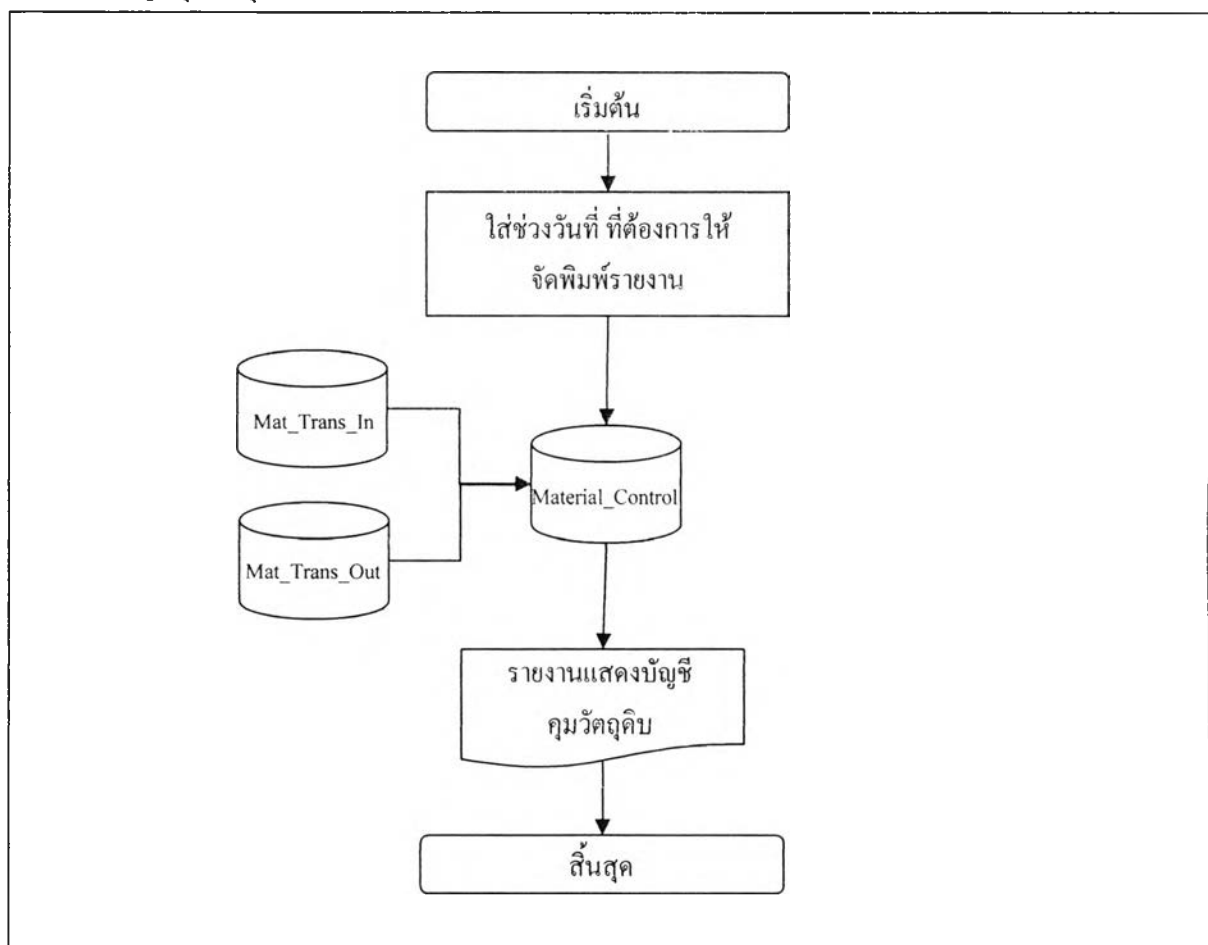 เริ่มต้น
ใส่ช่วงวันที่ ที่ต้องการให้
จัดพิมพ์รายงาน
Mat_Trans_In
Material_Control
Mat_Trans_Out
รายงานแสดงบัญชี
คุมวัตถุดิบ
สิ้นสุด